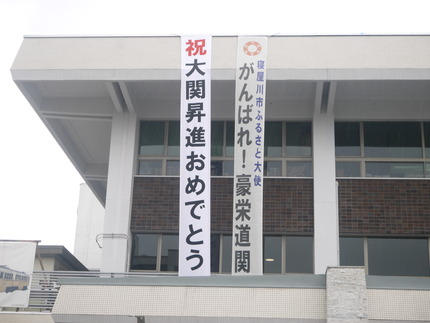 祝大関昇進おめでとう
寝屋川市ふるさと大使
がんばれ！豪栄道関